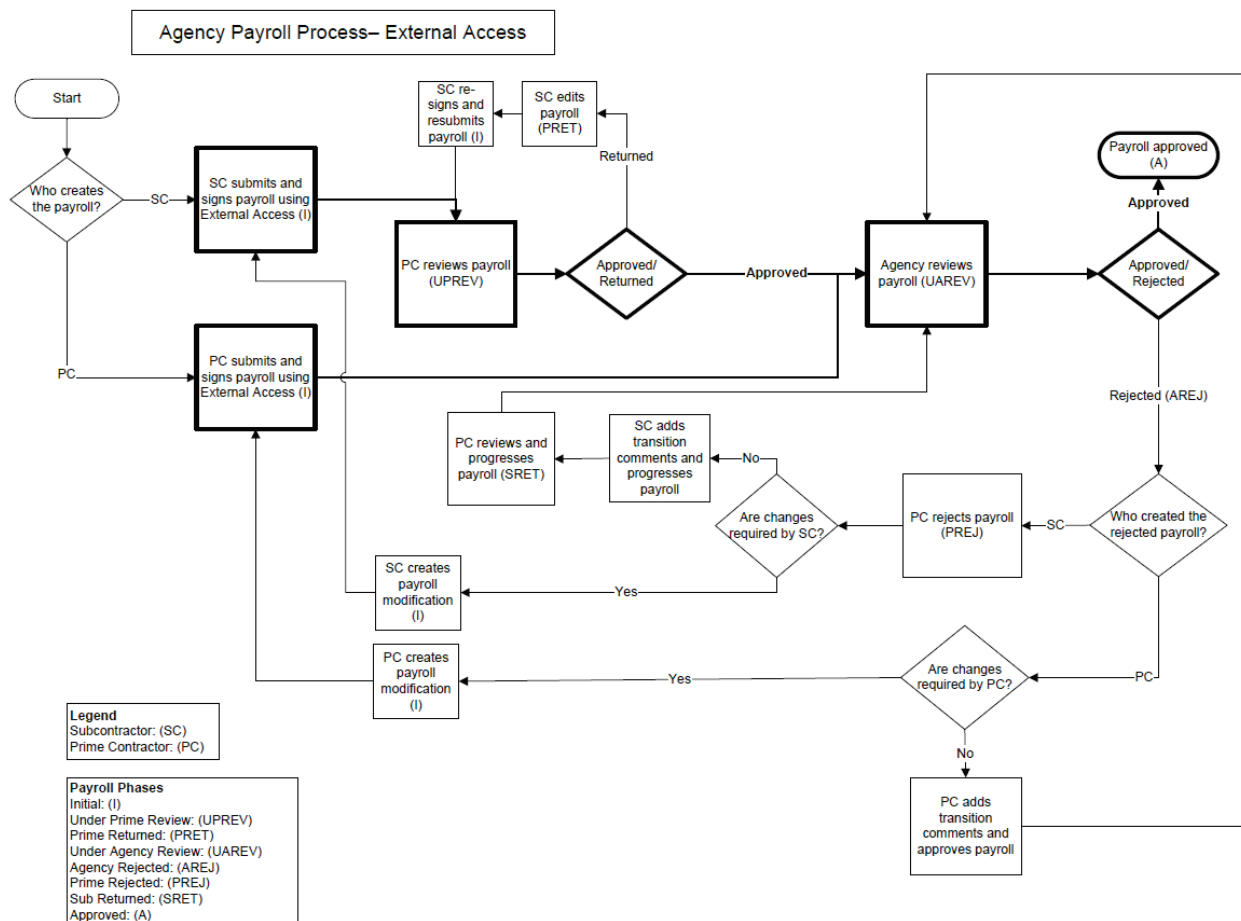 Agency Payroll Process– External Access
Start
Who creates
the payroll?
SC
PC
SC submits and
signs payroll using
External Access (I)
PC submits and
signs payroll using
External Access (I)
SC re-
signs and
resubmits
payroll (I)
SC edits
payroll
(PRET)
Returned
PC reviews payroll
(UPREV)
Approved/
Returned
Approved
Agency reviews
payroll (UAREV)
Payroll approved
(A)
Approved
Approved/
Rejected
Rejected (AREJ)
Who created the
rejected payroll?
SC
PC rejects payroll
(PREJ)
Are changes
required by SC?
No
SC adds
transition
comments and
progresses
payroll
PC reviews and
progresses
payroll (SRET)
Yes
SC creates
payroll
modification
(I)
PC
Are changes
required by PC?
Yes
PC creates
payroll
modification
(I)
No
PC adds
transition
comments and
approves payroll
Legend
Subcontractor: (SC)
Prime Contractor: (PC)
Payroll Phases
Initial: (I)
Under Prime Review: (UPREV)
Prime Returned: (PRET)
Under Agency Review: (UAREV)
Agency Rejected: (AREJ)
Prime Rejected: (PREJ)
Sub Returned: (SRET)
Approved: (A)